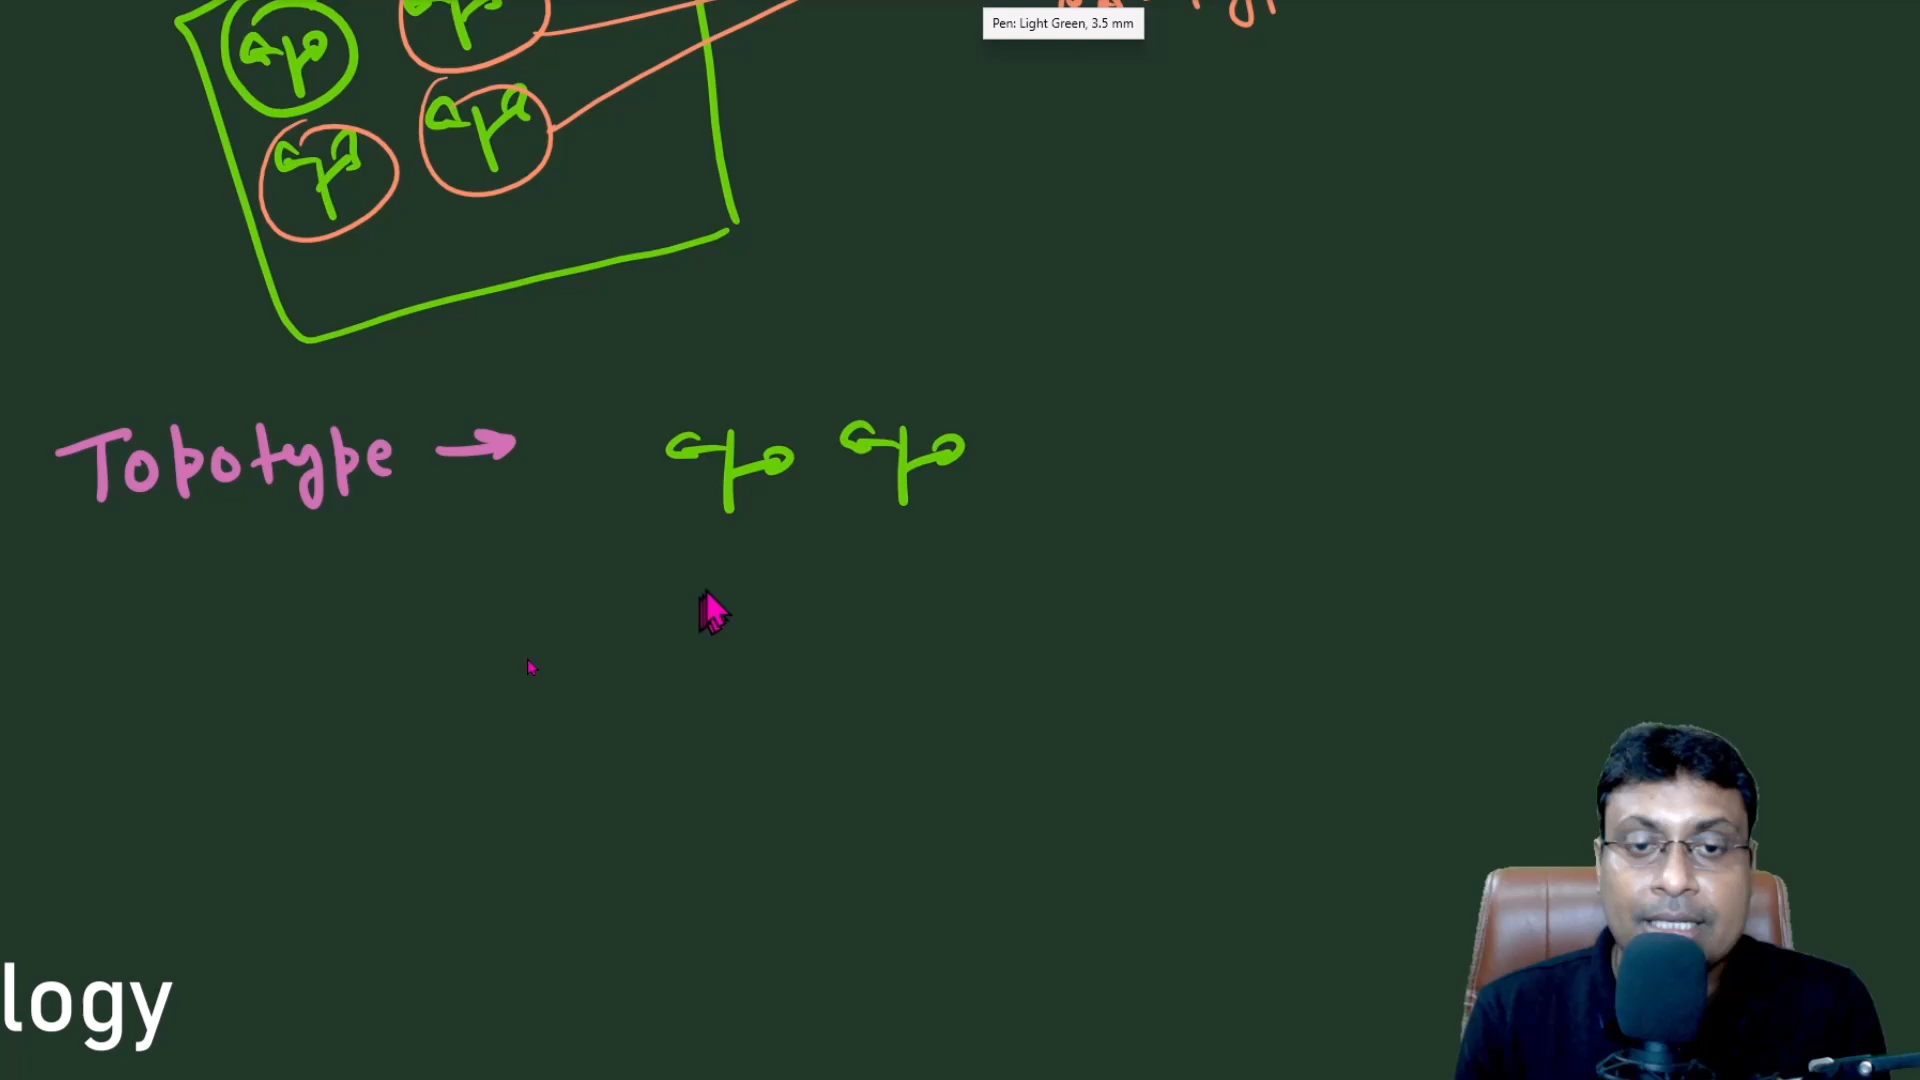 Pen: Light Green, 3.5 mm
Topotype →
logy